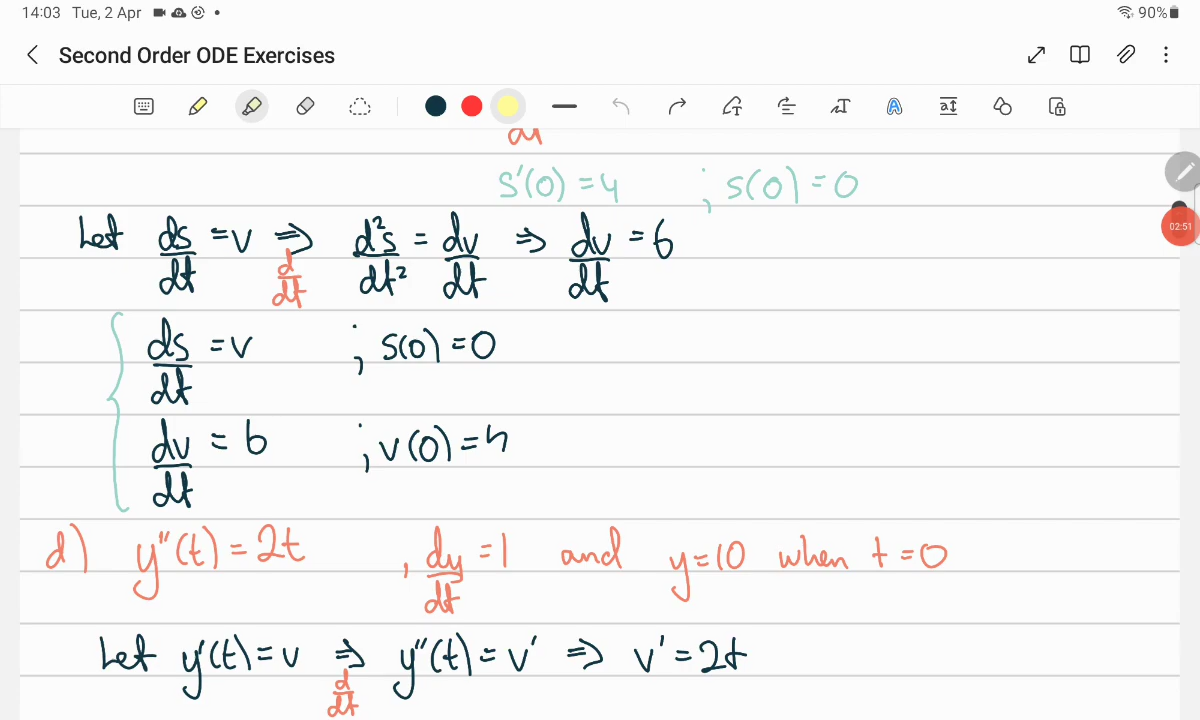 14:03 Tue, 2 Apr 90%
Second Order ODE Exercises
dt
s'(0) = 4 ; s(0) = 0
Let ds/dt = v ⇒ d/dt d²s/dt² = dv/dt ⇒ dv/dt = 6
ds/dt = v ; s(0) = 0
dv/dt = 6 ; v(0) = 4
d) y''(t) = 2t , dy/dt = 1 and y = 10 when t = 0
Let y'(t) = v ⇒ d/dt y''(t) = v' ⇒ v' = 2t
02:51